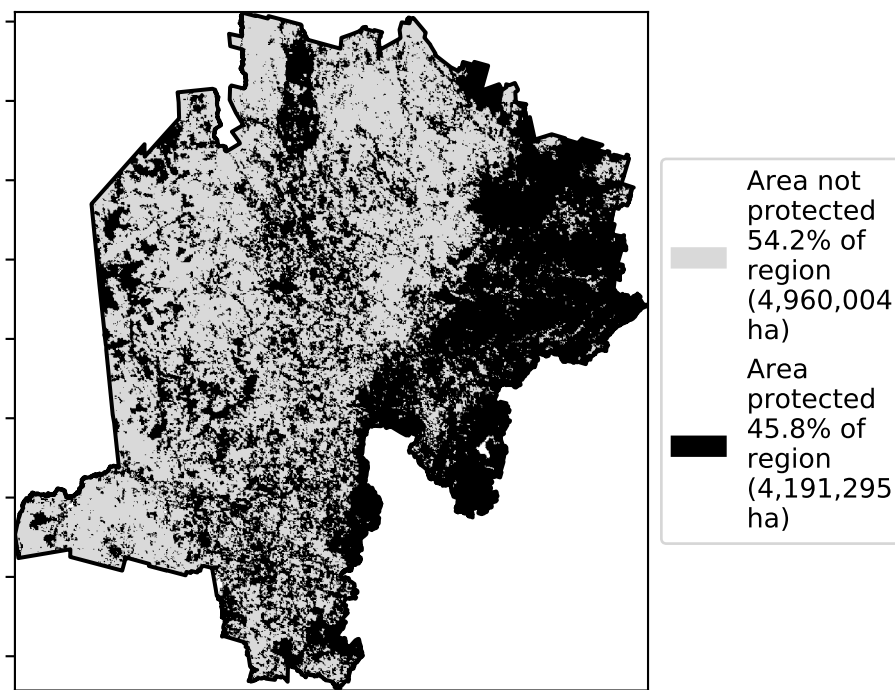 Area not
protected
54.2% of
region
(4,960,004
ha)
Area
protected
45.8% of
region
(4,191,295
ha)